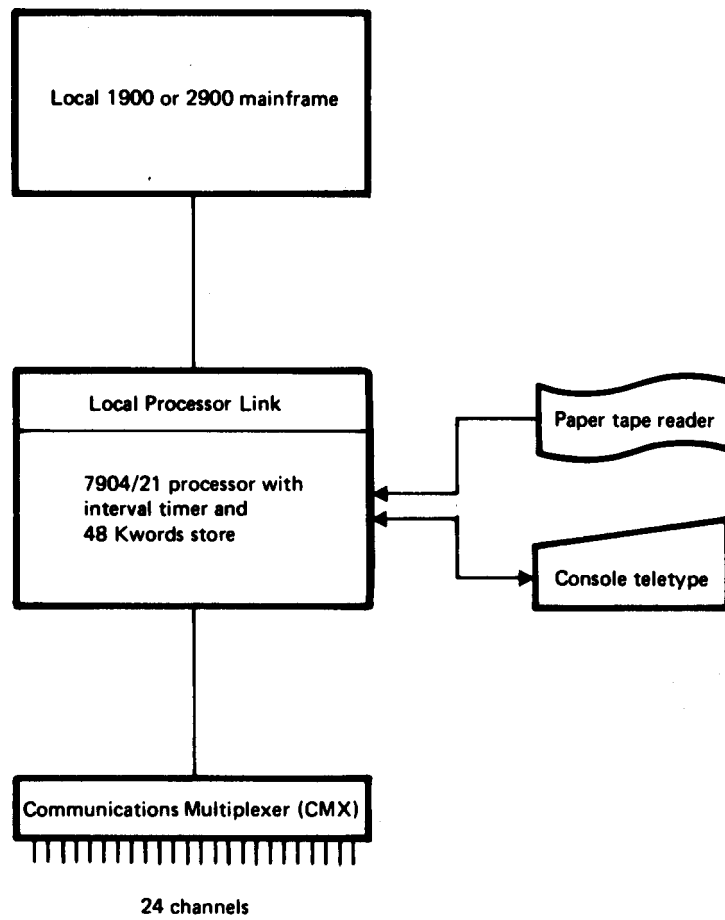 Local 1900 or 2900 mainframe
Local Processor Link
7904/21 processor with
interval timer and
48 Kwords store
Paper tape reader
Console teletype
Communications Multiplexer (CMX)
24 channels